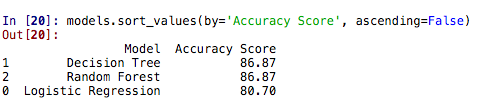 In [20]: models.sort_values(by='Accuracy Score', ascending=False)
Out[20]:
Model Accuracy Score
1 Decision Tree 86.87
2 Random Forest 86.87
0 Logistic Regression 80.70